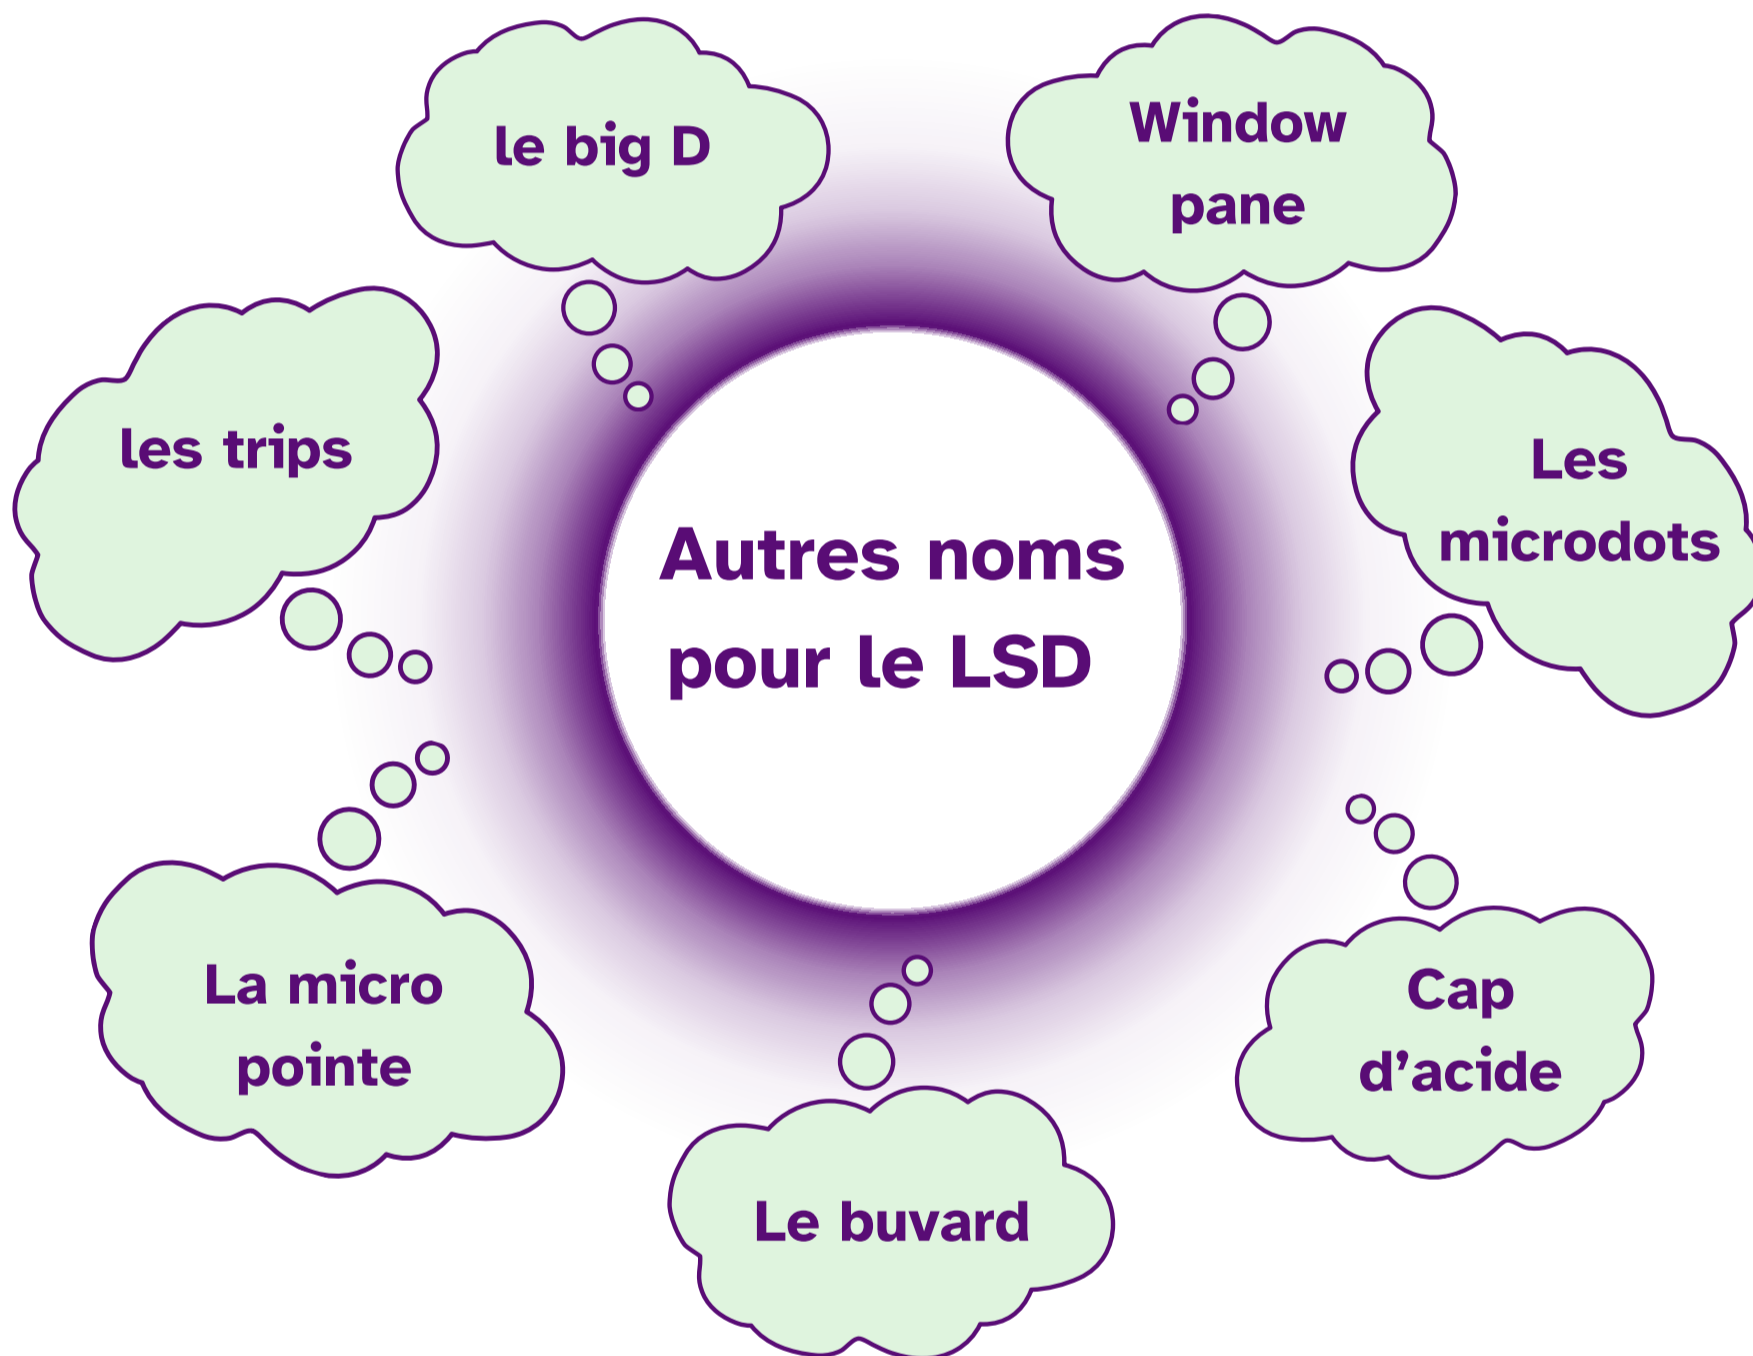 le big D
Window
pane
les trips
Les
microdots
Autres noms
pour le LSD
La micro
pointe
Cap
d’acide
Le buvard